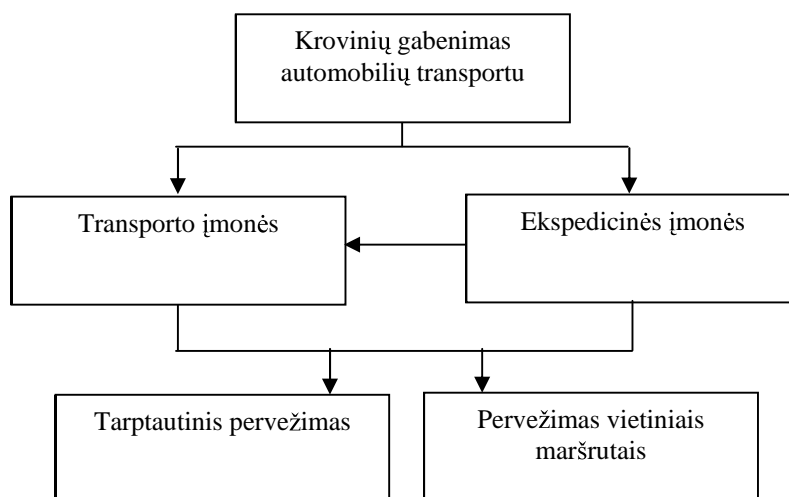 Krovinių gabenimas
automobilių transportu
Transporto įmonės
Ekspedicinės įmonės
Tarptautinis pervežimas
Pervežimas vietiniais
maršrutais